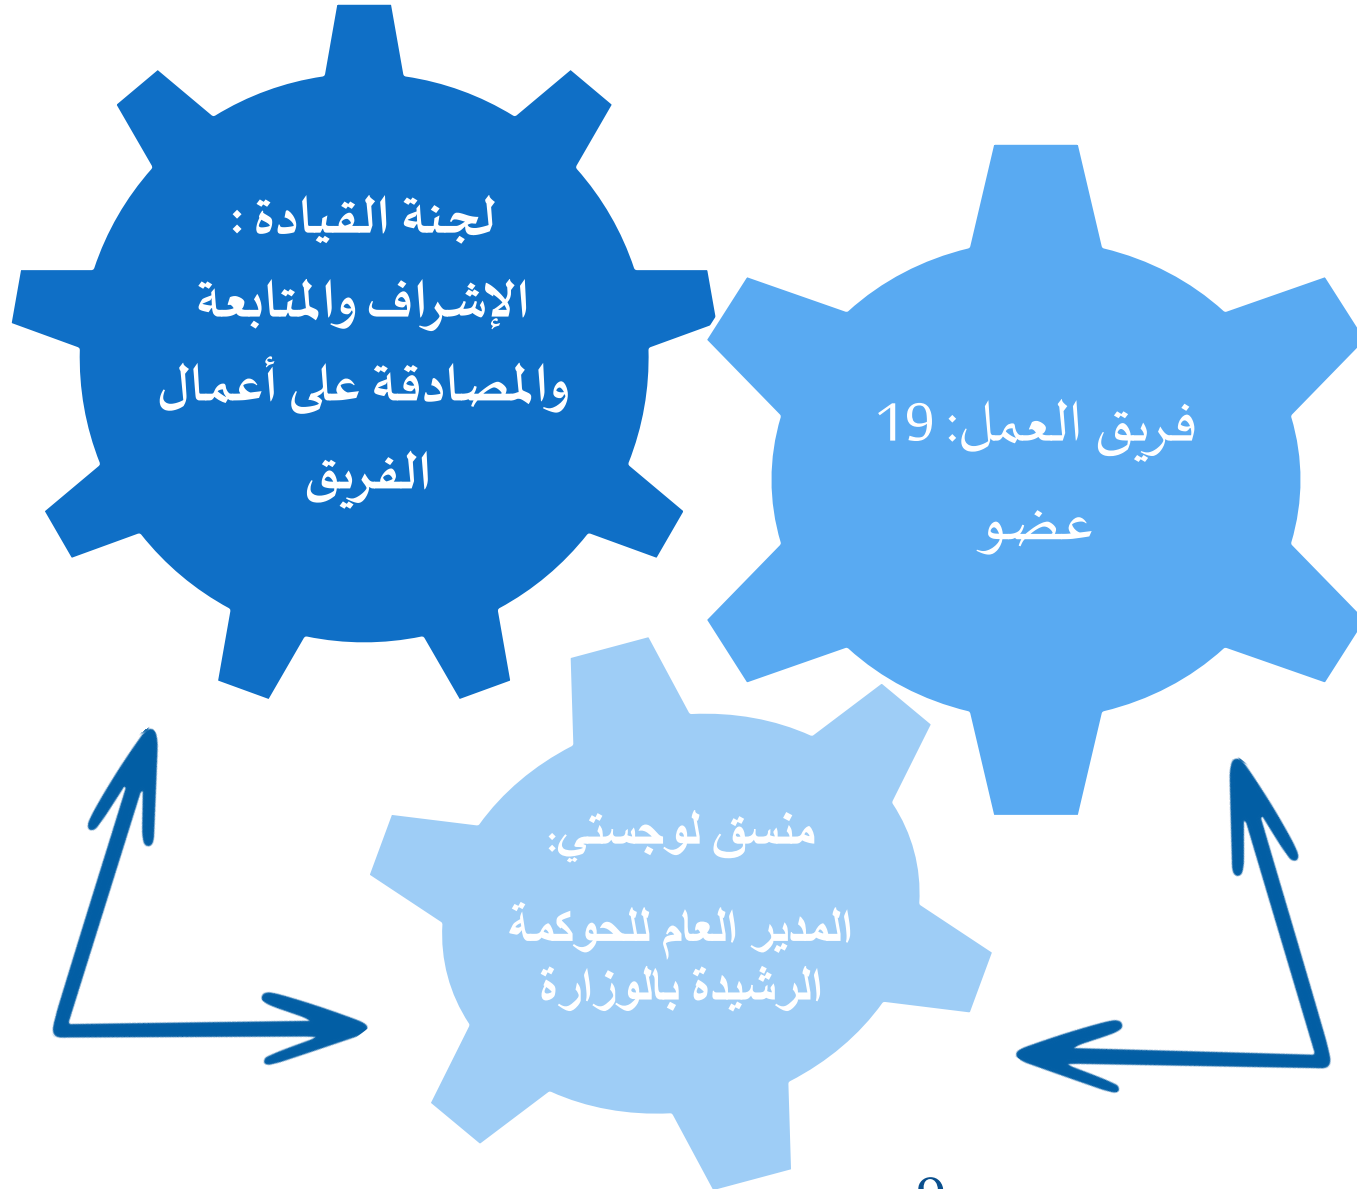 لجنة القيادة :
الإشراف والمتابعة
والمصادقة على أعمال
الفريق
فريق العمل: 19
عضو
منسق لوجستي:
المدير العام للحوكمة
الرشيدة بالوزارة